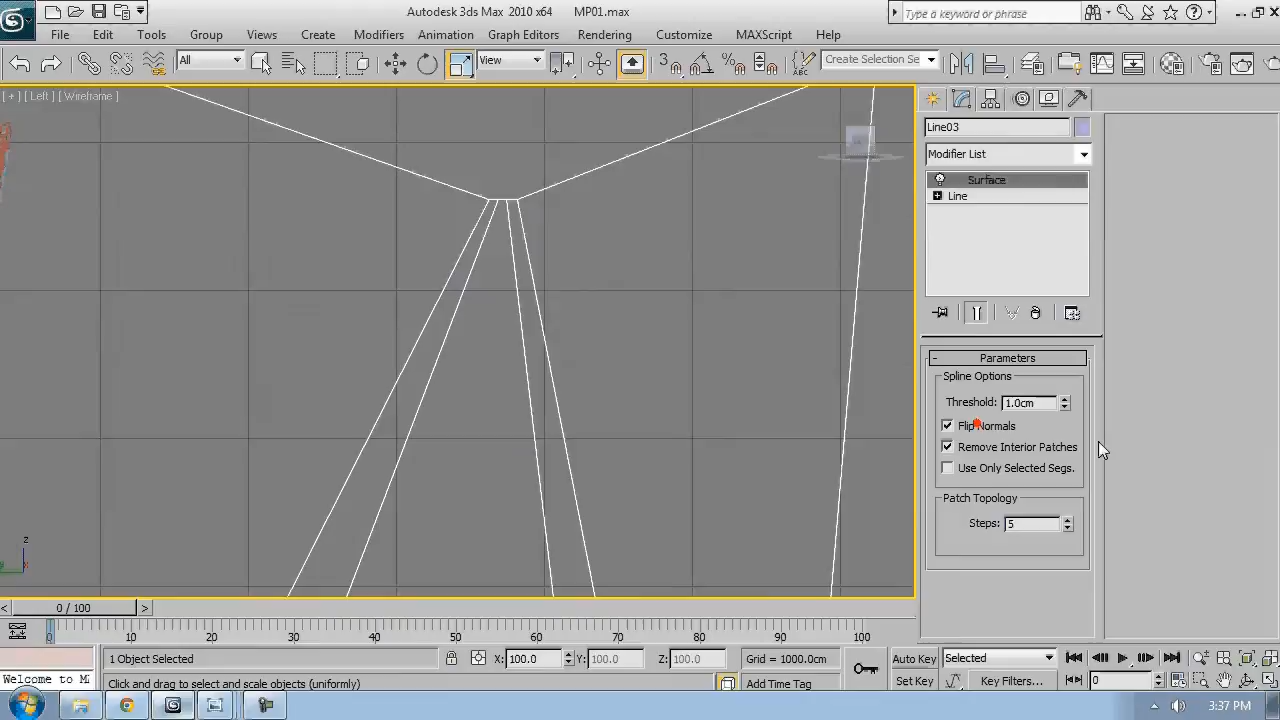 Autodesk 3ds Max 2010 x64 MP01.max
Type a keyword or phrase
File Edit Tools Group Views Create Modifiers Animation Graph Editors Rendering Customize MAXScript Help
All View Create Selection Se
[ + ] [ Left ] [ Wireframe ]
Line03
Modifier List
Surface
Line
Parameters
Spline Options
Threshold: 1.0cm
Flip Normals
Remove Interior Patches
Use Only Selected Segs.
Patch Topology
Steps: 5
z
0 / 100
0 10 20 30 40 50 60 70 80 90 100
1 Object Selected X: 100.0 Y: 100.0 Z: 100.0 Grid = 1000.0cm Auto Key Selected
Welcome to M Click and drag to select and scale objects (uniformly) Add Time Tag Set Key Key Filters... 0
3:37 PM